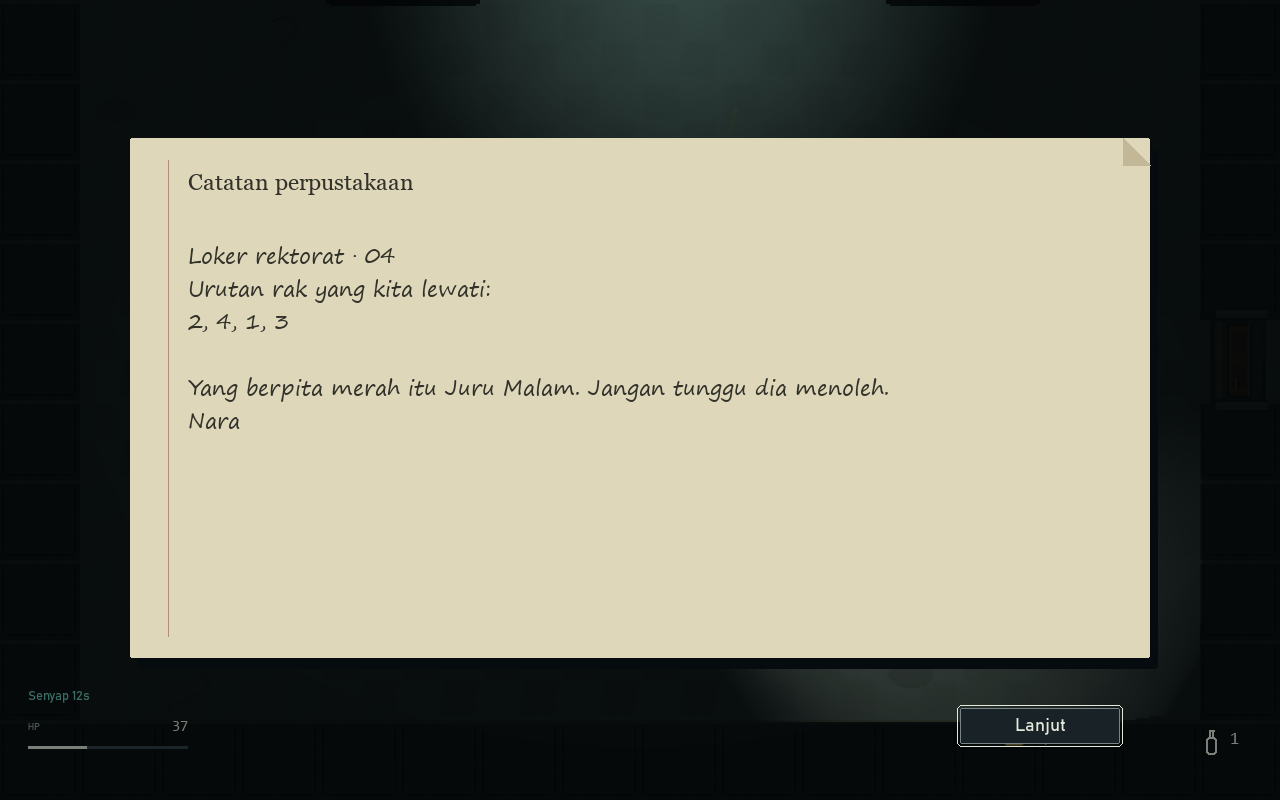 Catatan perpustakaan
Loker rektorat · 04
Urutan rak yang kita lewati:
2, 4, 1, 3
Yang berpita merah itu Juru Malam. Jangan tunggu dia menoleh.
Nara
Senyap 12s
HP 37
Lanjut
1